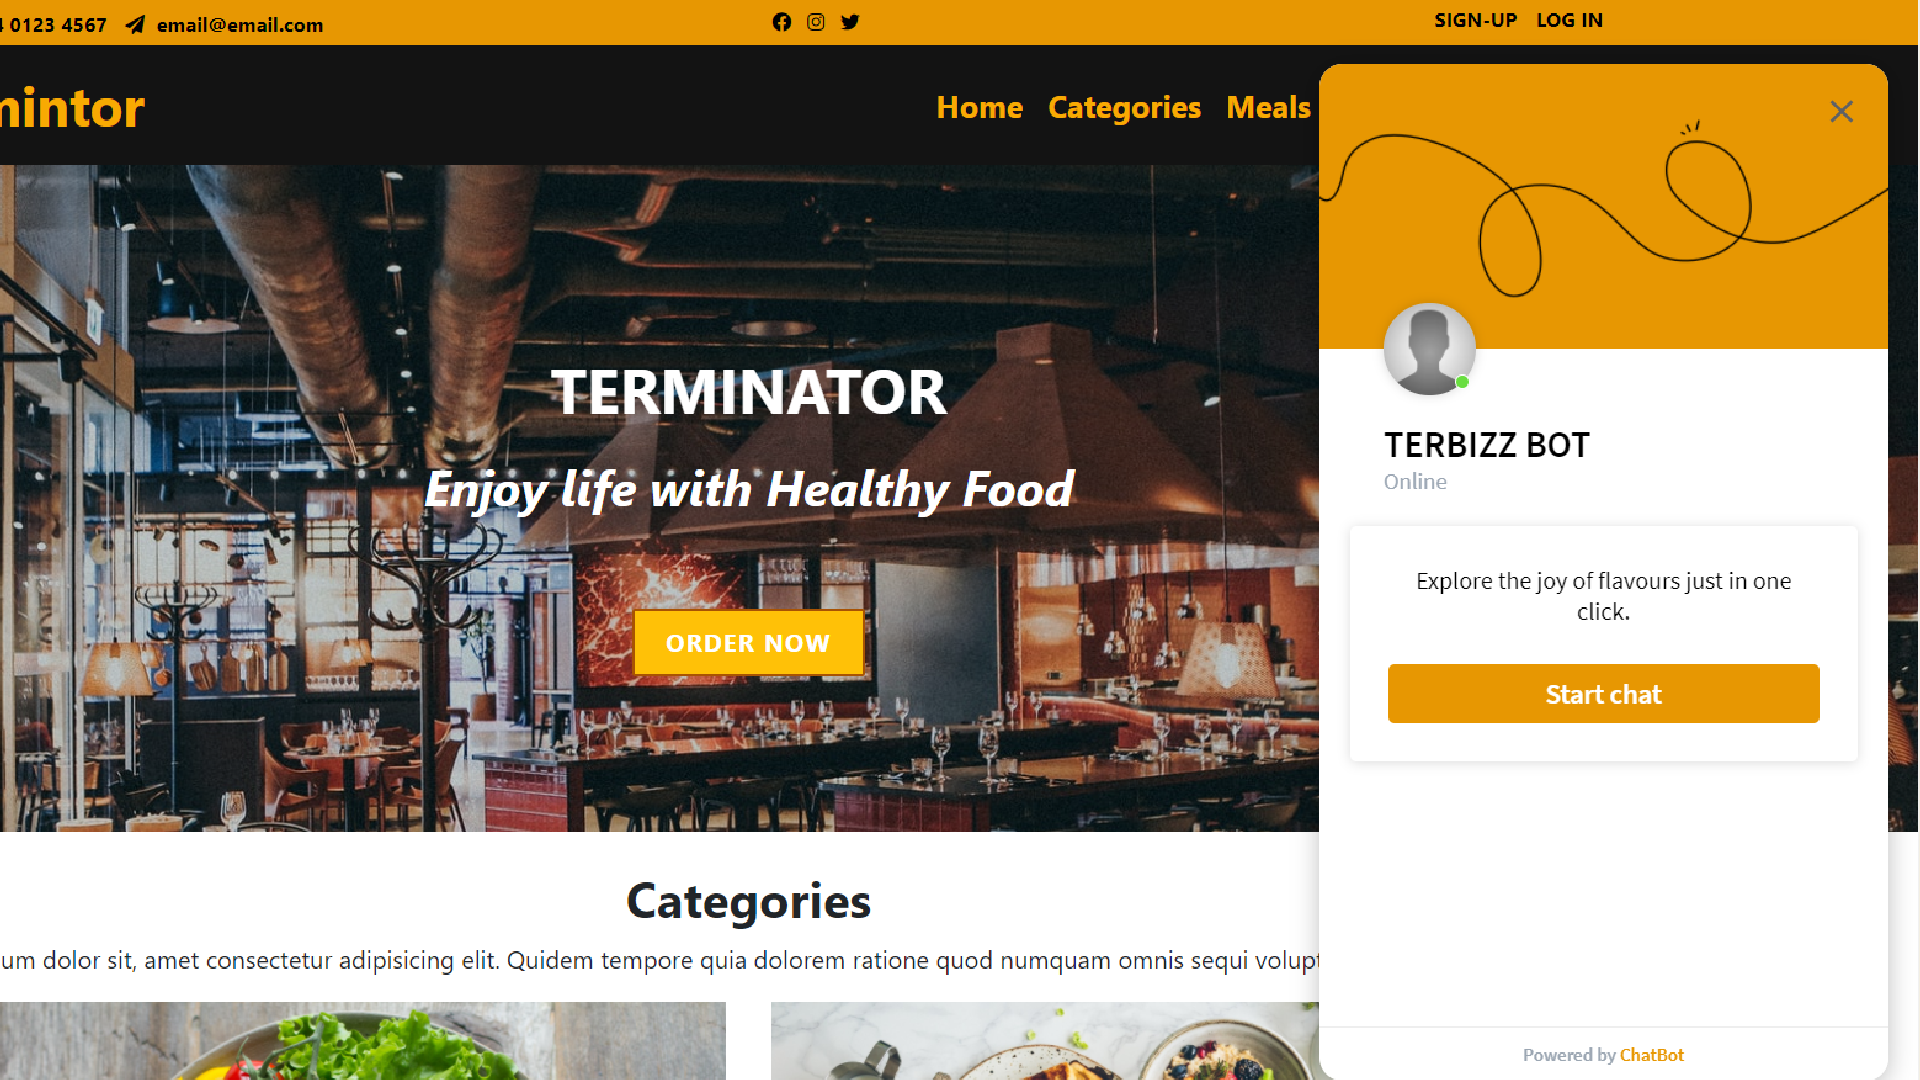 0123 4567 email@email.com SIGN-UP LOG IN
mintor Home Categories Meals
TERMINATOR
Enjoy life with Healthy Food
ORDER NOW
TERBIZZ BOT
Online
Explore the joy of flavours just in one
click.
Start chat
Categories
um dolor sit, amet consectetur adipisicing elit. Quidem tempore quia dolorem ratione quod numquam omnis sequi volupt
Powered by ChatBot